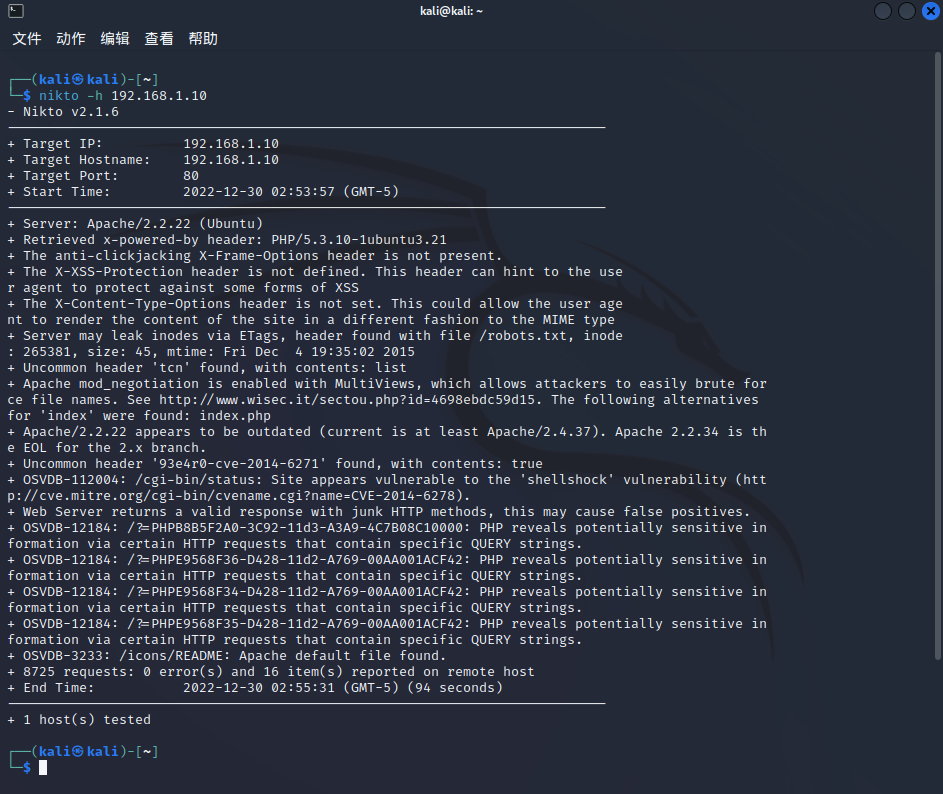 kali@kali: ~
文件 动作 编辑 查看 帮助
┌──(kali㉿kali)-[~]
└─$ nikto -h 192.168.1.10
- Nikto v2.1.6
---------------------------------------------------------------------------
+ Target IP:          192.168.1.10
+ Target Hostname:    192.168.1.10
+ Target Port:        80
+ Start Time:         2022-12-30 02:53:57 (GMT-5)
---------------------------------------------------------------------------
+ Server: Apache/2.2.22 (Ubuntu)
+ Retrieved x-powered-by header: PHP/5.3.10-1ubuntu3.21
+ The anti-clickjacking X-Frame-Options header is not present.
+ The X-XSS-Protection header is not defined. This header can hint to the use
r agent to protect against some forms of XSS
+ The X-Content-Type-Options header is not set. This could allow the user age
nt to render the content of the site in a different fashion to the MIME type
+ Server may leak inodes via ETags, header found with file /robots.txt, inode
: 265381, size: 45, mtime: Fri Dec  4 19:35:02 2015
+ Uncommon header 'tcn' found, with contents: list
+ Apache mod_negotiation is enabled with MultiViews, which allows attackers to easily brute for
ce file names. See http://www.wisec.it/sectou.php?id=4698ebdc59d15. The following alternatives
for 'index' were found: index.php
+ Apache/2.2.22 appears to be outdated (current is at least Apache/2.4.37). Apache 2.2.34 is th
e EOL for the 2.x branch.
+ Uncommon header '93e4r0-cve-2014-6271' found, with contents: true
+ OSVDB-112004: /cgi-bin/status: Site appears vulnerable to the 'shellshock' vulnerability (htt
p://cve.mitre.org/cgi-bin/cvename.cgi?name=CVE-2014-6278).
+ Web Server returns a valid response with junk HTTP methods, this may cause false positives.
+ OSVDB-12184: /?=PHPB8B5F2A0-3C92-11d3-A3A9-4C7B08C10000: PHP reveals potentially sensitive in
formation via certain HTTP requests that contain specific QUERY strings.
+ OSVDB-12184: /?=PHPE9568F36-D428-11d2-A769-00AA001ACF42: PHP reveals potentially sensitive in
formation via certain HTTP requests that contain specific QUERY strings.
+ OSVDB-12184: /?=PHPE9568F34-D428-11d2-A769-00AA001ACF42: PHP reveals potentially sensitive in
formation via certain HTTP requests that contain specific QUERY strings.
+ OSVDB-12184: /?=PHPE9568F35-D428-11d2-A769-00AA001ACF42: PHP reveals potentially sensitive in
formation via certain HTTP requests that contain specific QUERY strings.
+ OSVDB-3233: /icons/README: Apache default file found.
+ 8725 requests: 0 error(s) and 16 item(s) reported on remote host
+ End Time:           2022-12-30 02:55:31 (GMT-5) (94 seconds)
---------------------------------------------------------------------------
+ 1 host(s) tested
┌──(kali㉿kali)-[~]
└─$